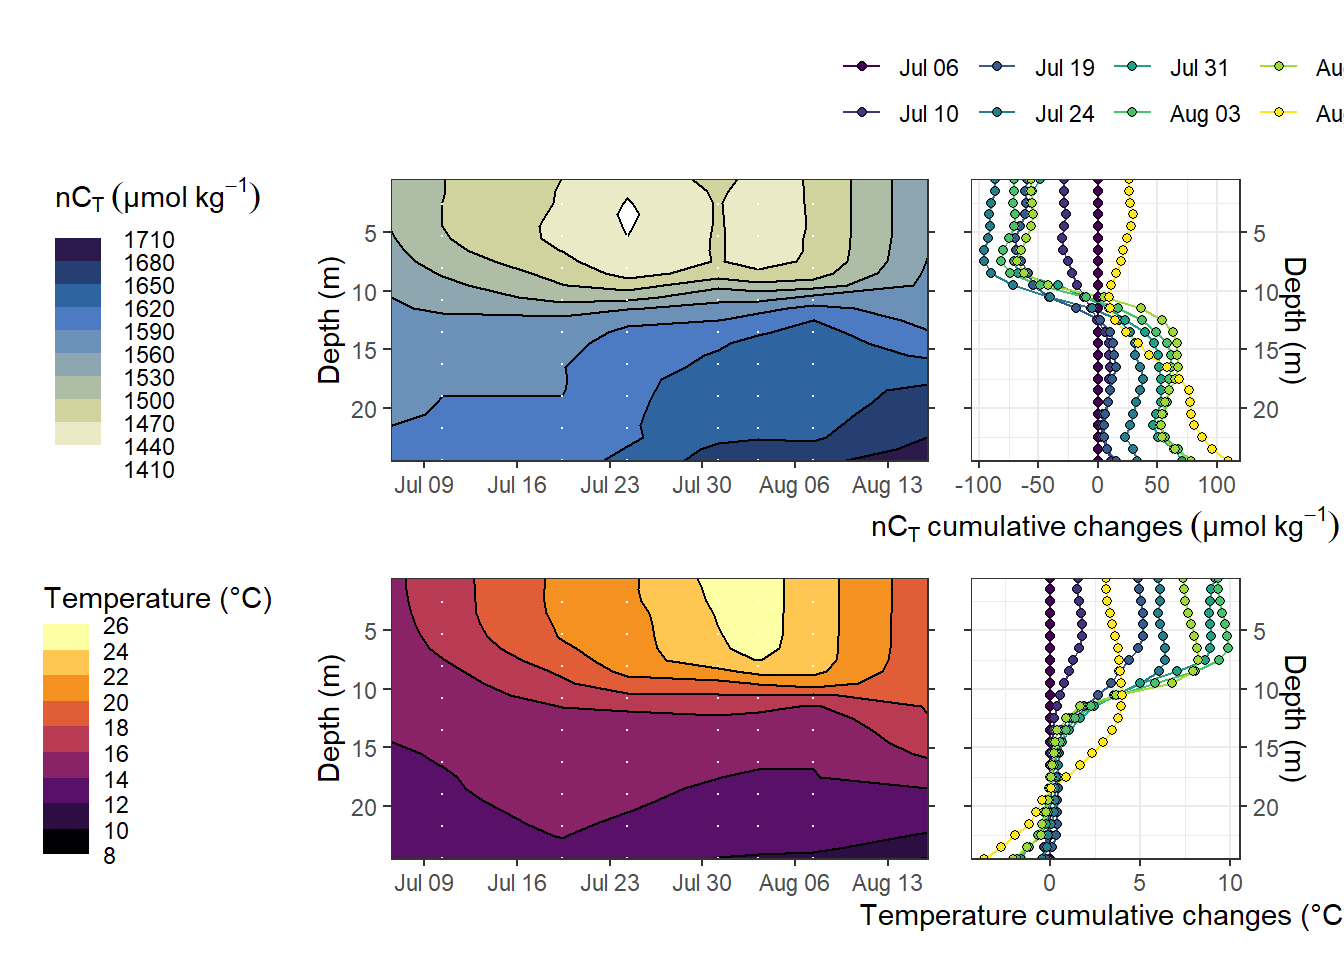 Jul 06 Jul 19 Jul 31 Au
Jul 10 Jul 24 Aug 03 Au
nC_T (µmol kg⁻¹)
1710
1680
1650
1620
1590
1560
1530
1500
1470
1440
1410
Depth (m)
5
10
15
20
Jul 09 Jul 16 Jul 23 Jul 30 Aug 06 Aug 13
5
10
15
20
Depth (m)
-100 -50 0 50 100
nC_T cumulative changes (µmol kg⁻¹)
Temperature (°C)
26
24
22
20
18
16
14
12
10
8
Depth (m)
5
10
15
20
Jul 09 Jul 16 Jul 23 Jul 30 Aug 06 Aug 13
5
10
15
20
Depth (m)
0 5 10
Temperature cumulative changes (°C